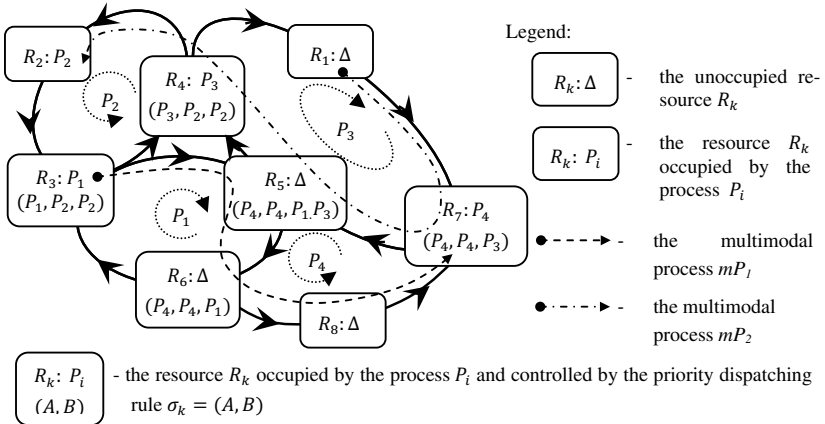 R₂: P₂
R₄: P₃
(P₃, P₂, P₂)
R₁: Δ
P₂
P₃
R₃: P₁
(P₁, P₂, P₂)
R₅: Δ
(P₄, P₄, P₁ P₃)
R₇: P₄
(P₄, P₄, P₃)
P₁
P₄
R₆: Δ
(P₄, P₄, P₁)
R₈: Δ
Legend:
Rₖ: Δ
- the unoccupied re-
source Rₖ
Rₖ: Pᵢ
- the resource Rₖ
occupied by the
process Pᵢ
- the multimodal
process mP₁
- the multimodal
process mP₂
Rₖ: Pᵢ
(A, B)
- the resource Rₖ occupied by the process Pᵢ and controlled by the priority dispatching
rule σₖ = (A, B)